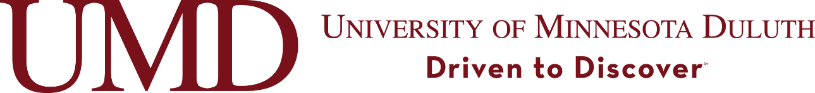 UMD
UNIVERSITY OF MINNESOTA DULUTH
Driven to Discover